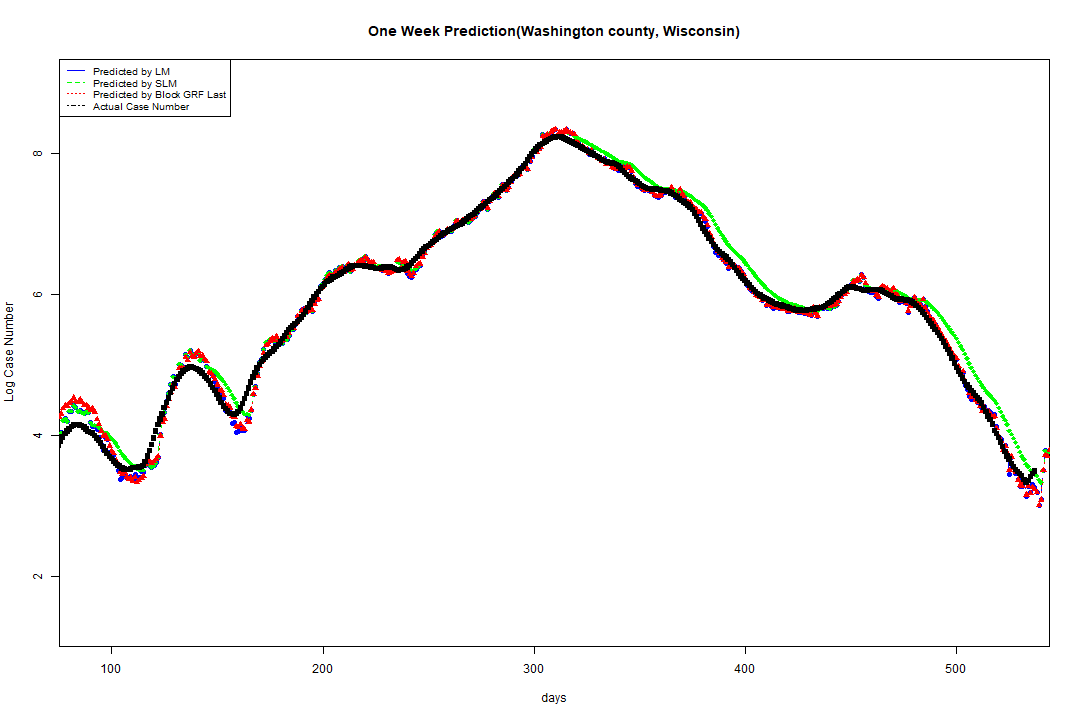 One Week Prediction(Washington county, Wisconsin)
Predicted by LM
Predicted by SLM
Predicted by Block GRF Last
Actual Case Number
8
6
4
2
Log Case Number
100 200 300 400 500
days